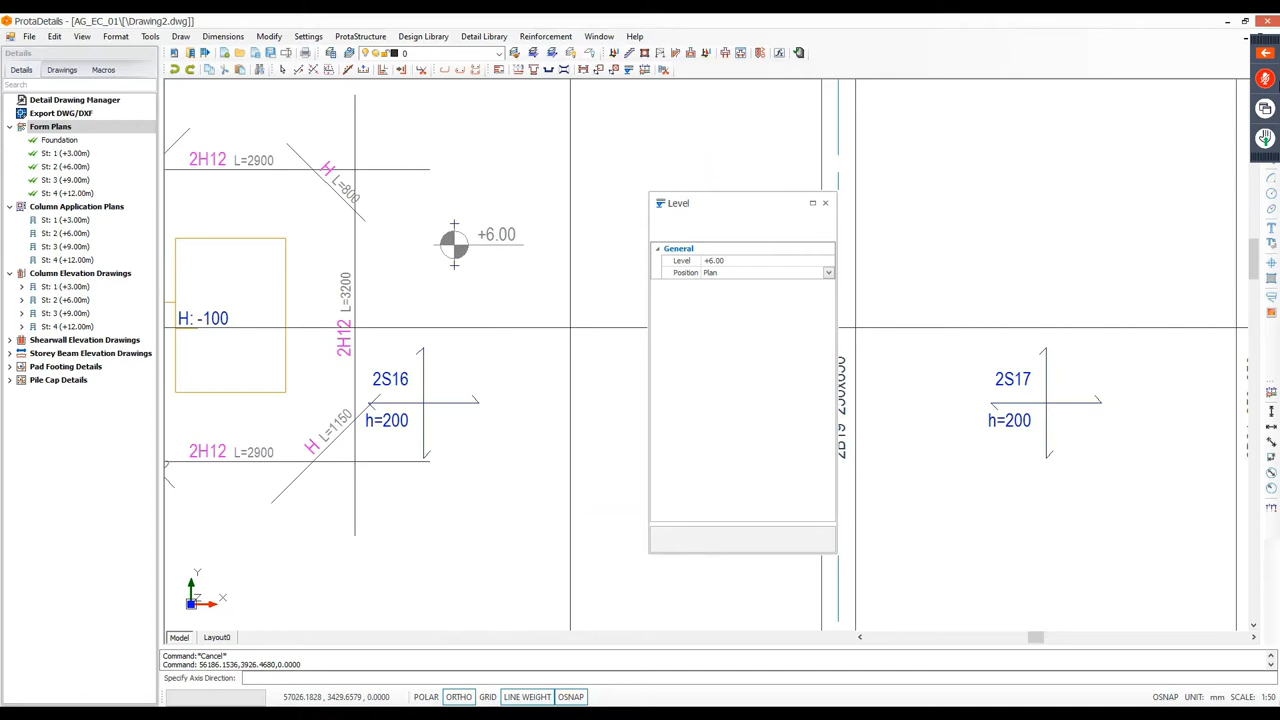 ProtaDetails - [AG_EC_01\[\Drawing2.dwg*]]
File Edit View Format Tools Draw Dimensions Modify Settings ProtaStructure Design Library Detail Library Reinforcement Window Help
Details
0
Details Drawings Macros
Search
Detail Drawing Manager
Export DWG/DXF
Form Plans
Foundation
St: 1 (+3.00m)
St: 2 (+6.00m)
St: 3 (+9.00m)
St: 4 (+12.00m)
Column Application Plans
St: 1 (+3.00m)
St: 2 (+6.00m)
St: 3 (+9.00m)
St: 4 (+12.00m)
Column Elevation Drawings
St: 1 (+3.00m)
St: 2 (+6.00m)
St: 3 (+9.00m)
St: 4 (+12.00m)
Shearwall Elevation Drawings
Storey Beam Elevation Drawings
Pad Footing Details
Pile Cap Details
2H12 L=2900
H L=800
+6.00
H: -100
2H12 L=3200
2S16
h=200
H L=1150
2H12 L=2900
Level
General
Level +6.00
Position Plan
2B19 250x650
2S17
h=200
Y
Z X
Model Layout0
Command:*Cancel*
Command: 56186.1536,3926.4680,0.0000
Specify Axis Direction:
57026.1828, 3429.6579, 0.0000 POLAR ORTHO GRID LINE WEIGHT OSNAP OSNAP UNIT: mm SCALE: 1:50